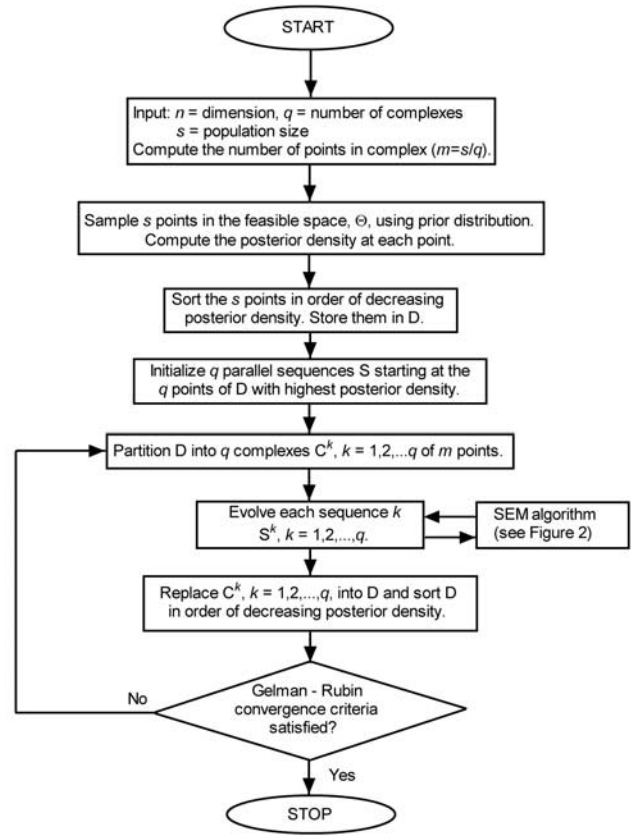 START
Input: n = dimension, q = number of complexes
s = population size
Compute the number of points in complex (m=s/q).
Sample s points in the feasible space, Θ, using prior distribution.
Compute the posterior density at each point.
Sort the s points in order of decreasing
posterior density. Store them in D.
Initialize q parallel sequences S starting at the
q points of D with highest posterior density.
Partition D into q complexes Cᵏ, k = 1,2,...q of m points.
Evolve each sequence k
Sᵏ, k = 1,2,...,q.
SEM algorithm
(see Figure 2)
Replace Cᵏ, k = 1,2,...,q, into D and sort D
in order of decreasing posterior density.
No
Gelman - Rubin
convergence criteria
satisfied?
Yes
STOP